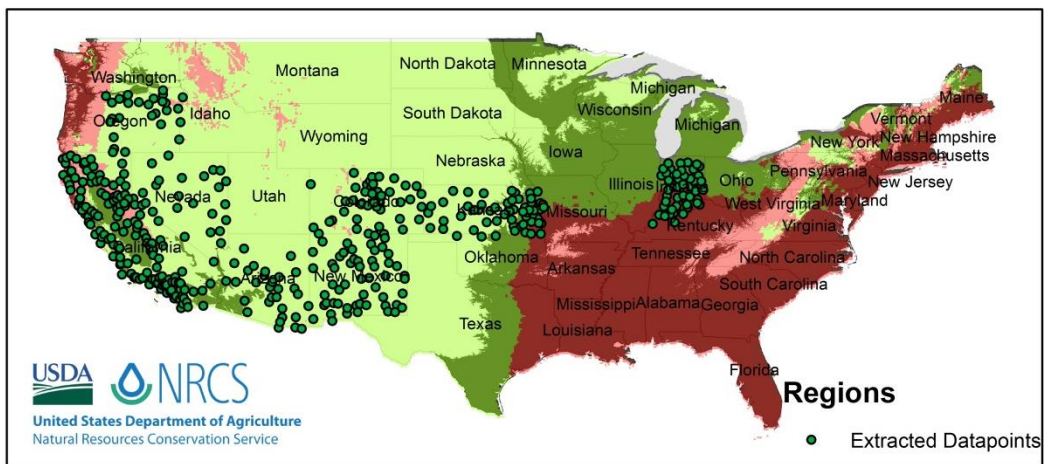 Washington
Montana
North Dakota
Minnesota
Michigan
Maine
Oregon
Idaho
South Dakota
Wisconsin
Michigan
Vermont
New Hampshire
Massachusetts
Wyoming
Iowa
New York
Nebraska
Pennsylvania
Nevada
Utah
Colorado
Illinois
Ohio
New Jersey
Missouri
West Virginia
Maryland
Kentucky
Virginia
California
Arizona
New Mexico
Oklahoma
Arkansas
Tennessee
North Carolina
South Carolina
Mississippi
Alabama
Georgia
Texas
Louisiana
Florida
USDA
NRCS
United States Department of Agriculture
Natural Resources Conservation Service
Regions
Extracted Datapoints